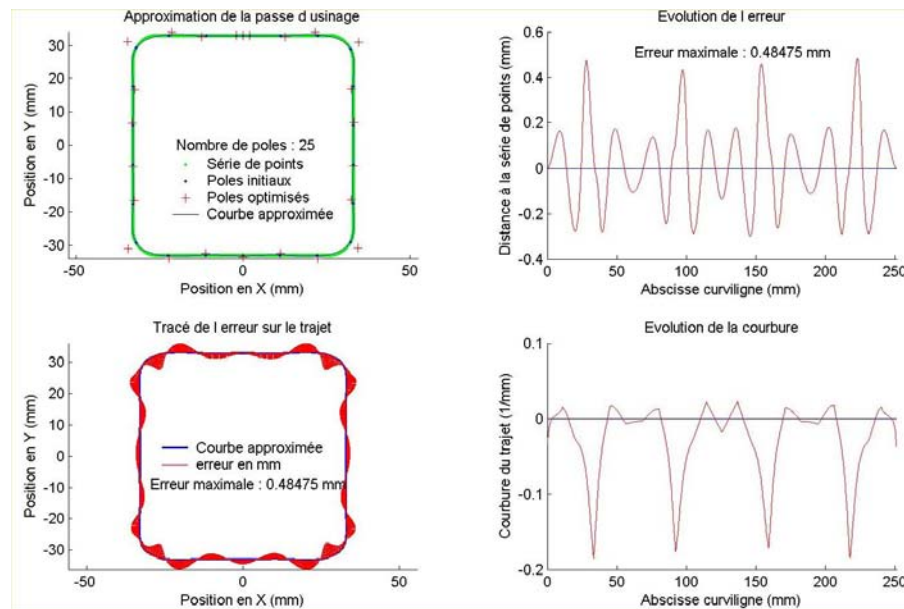 Approximation de la passe d usinage
Position en Y (mm)
30
20
10
0
-10
-20
-30
Nombre de poles : 25
Série de points
Poles initiaux
Poles optimisés
Courbe approximée
-50
0
50
Position en X (mm)
Evolution de l erreur
Distance à la série de points (mm)
0.6
0.4
0.2
0
-0.2
-0.4
Erreur maximale : 0.48475 mm
0
50
100
150
200
250
Abscisse curviligne (mm)
Tracé de l erreur sur le trajet
Position en Y (mm)
30
20
10
0
-10
-20
-30
Courbe approximée
erreur en mm
Erreur maximale : 0.48475 mm
-50
0
50
Position en X (mm)
Evolution de la courbure
Courbure du trajet (1/mm)
0.1
0
-0.1
-0.2
0
50
100
150
200
250
Abscisse curviligne (mm)